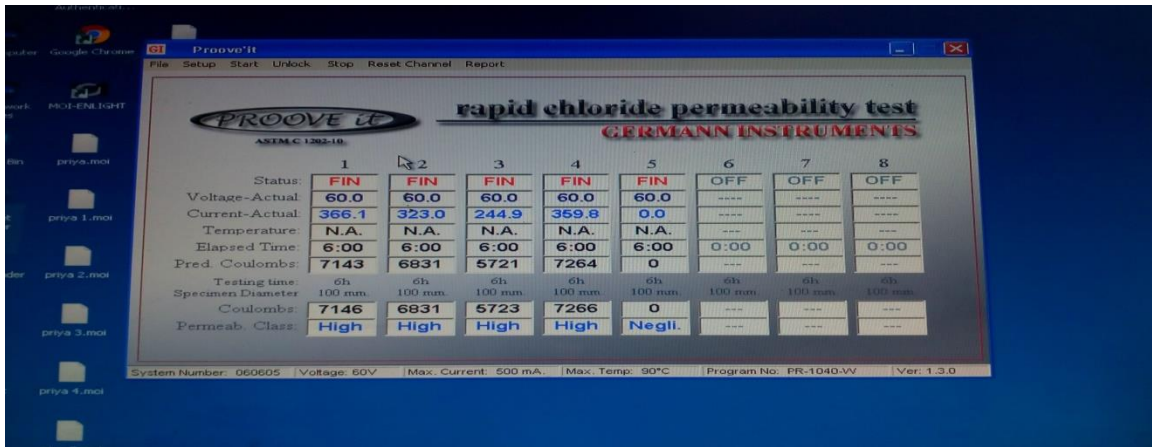 Google Chrome
MOI-ENLIGHT
priya.moi
priya 1.moi
priya 2.moi
priya 3.moi
priya 4.moi
GI Proove'it
File Setup Start Unlock Stop Reset Channel Report
PROOVE it
ASTM C 1202-10
rapid chloride permeability test
GERMANN INSTRUMENTS
1 2 3 4 5 6 7 8
Status: FIN FIN FIN FIN FIN OFF OFF OFF
Voltage-Actual: 60.0 60.0 60.0 60.0 60.0 ---- ---- ----
Current-Actual: 366.1 323.0 244.9 359.8 0.0 ---- ---- ----
Temperature: N.A. N.A. N.A. N.A. N.A. --- --- ---
Elapsed Time: 6:00 6:00 6:00 6:00 6:00 0:00 0:00 0:00
Pred. Coulombs: 7143 6831 5721 7264 0 --- --- ---
Testing time: 6h 6h 6h 6h 6h 6h 6h 6h
Specimen Diameter 100 mm. 100 mm. 100 mm. 100 mm. 100 mm. 100 mm. 100 mm. 100 mm.
Coulombs: 7146 6831 5723 7266 0 --- --- ---
Permeab. Class: High High High High Negli. --- --- ---
System Number: 060605 Voltage: 60V Max. Current: 500 mA. Max. Temp: 90°C Program No: PR-1040-W Ver: 1.3.0